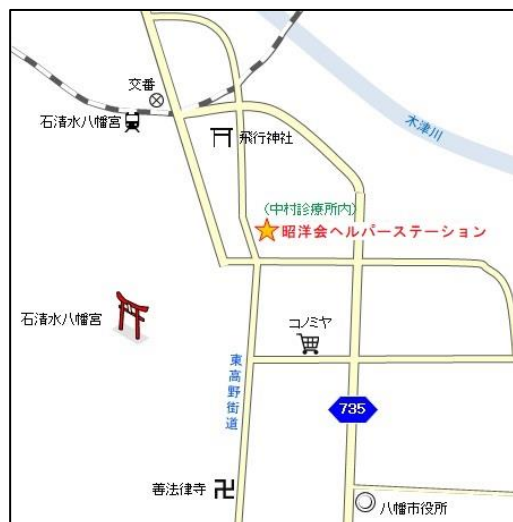 交番
石清水八幡宮
飛行神社
木津川
(中村診療所内)
昭洋会ヘルパーステーション
石清水八幡宮
コノミヤ
東高野街道
735
善法律寺
八幡市役所